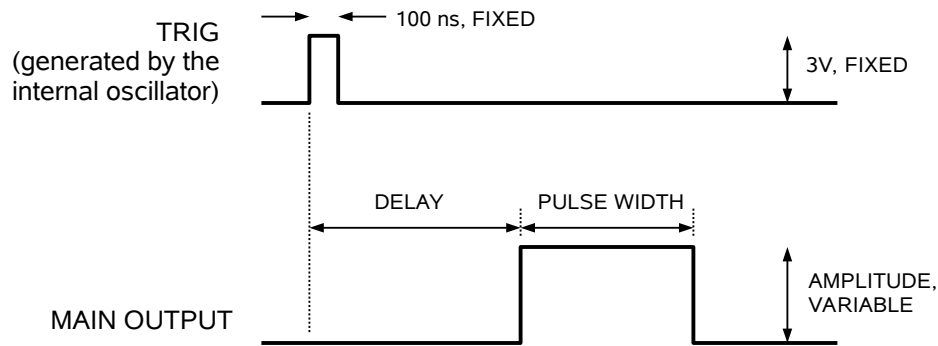 TRIG
(generated by the
internal oscillator)
100 ns, FIXED
3V, FIXED
DELAY
PULSE WIDTH
MAIN OUTPUT
AMPLITUDE,
VARIABLE